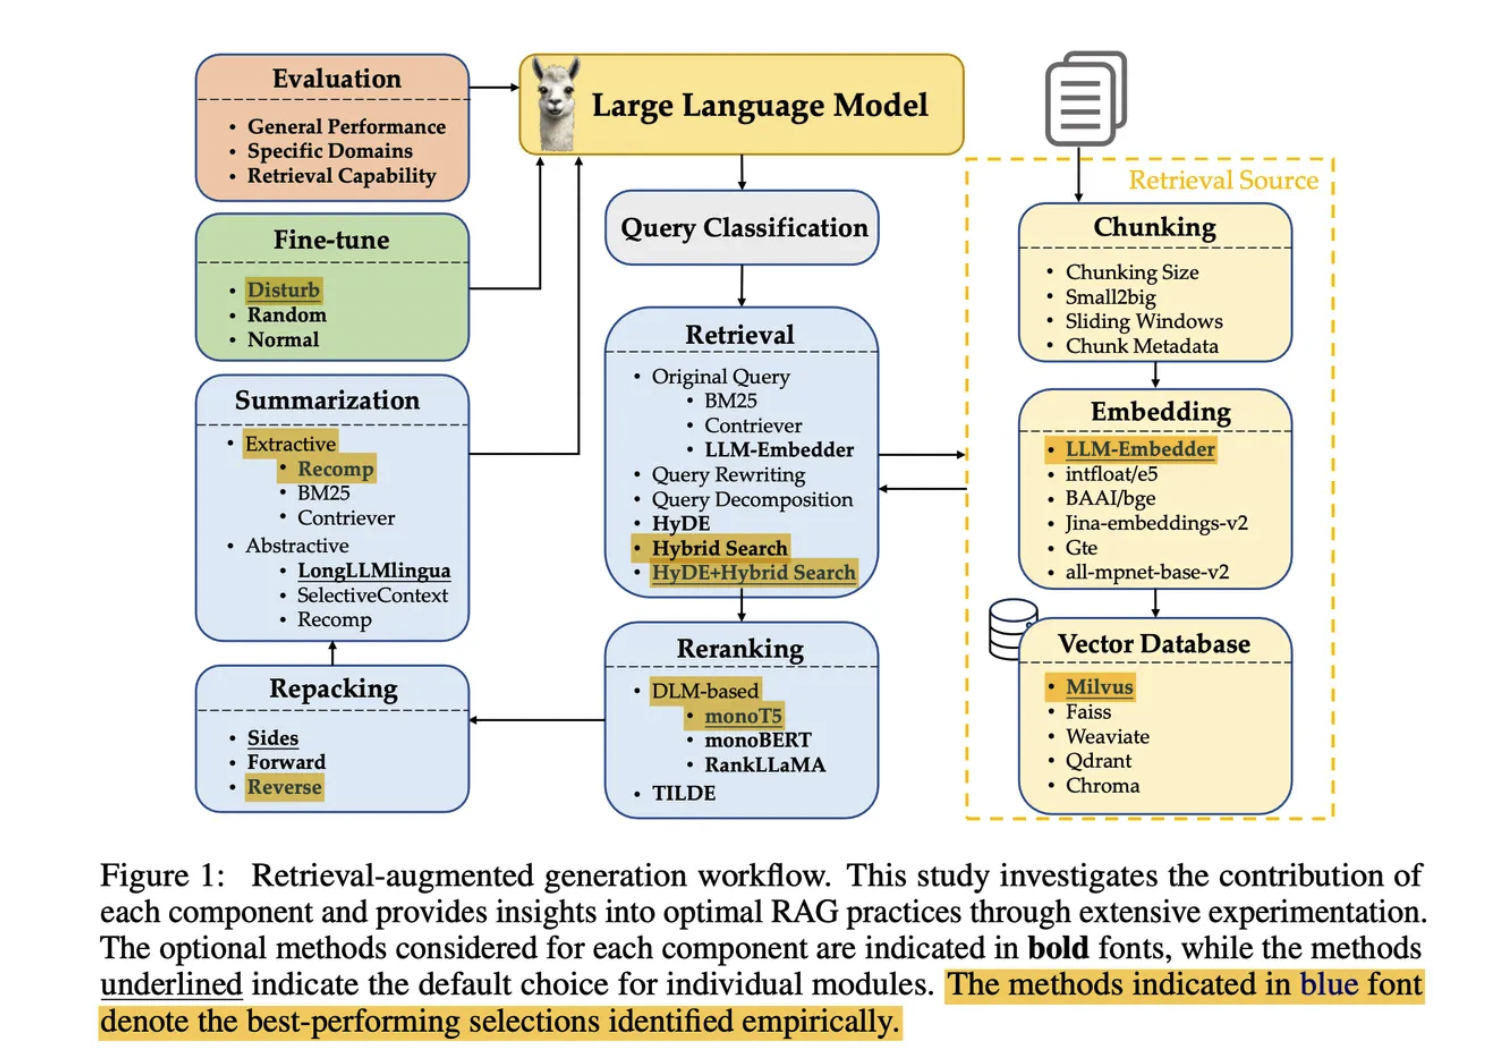 Evaluation
• General Performance
• Specific Domains
• Retrieval Capability
Fine-tune
• Disturb
• Random
• Normal
Summarization
• Extractive
• Recomp
• BM25
• Contriever
• Abstractive
• LongLLMlingua
• SelectiveContext
• Recomp
Repacking
• Sides
• Forward
• Reverse
Large Language Model
Query Classification
Retrieval
• Original Query
• BM25
• Contriever
• LLM-Embedder
• Query Rewriting
• Query Decomposition
• HyDE
• Hybrid Search
• HyDE+Hybrid Search
Reranking
• DLM-based
• monoT5
• monoBERT
• RankLLaMA
• TILDE
Retrieval Source
Chunking
• Chunking Size
• Small2big
• Sliding Windows
• Chunk Metadata
Embedding
• LLM-Embedder
• intfloat/e5
• BAAI/bge
• Jina-embeddings-v2
• Gte
• all-mpnet-base-v2
Vector Database
• Milvus
• Faiss
• Weaviate
• Qdrant
• Chroma
Figure 1: Retrieval-augmented generation workflow. This study investigates the contribution of
each component and provides insights into optimal RAG practices through extensive experimentation.
The optional methods considered for each component are indicated in bold fonts, while the methods
underlined indicate the default choice for individual modules. The methods indicated in blue font
denote the best-performing selections identified empirically.